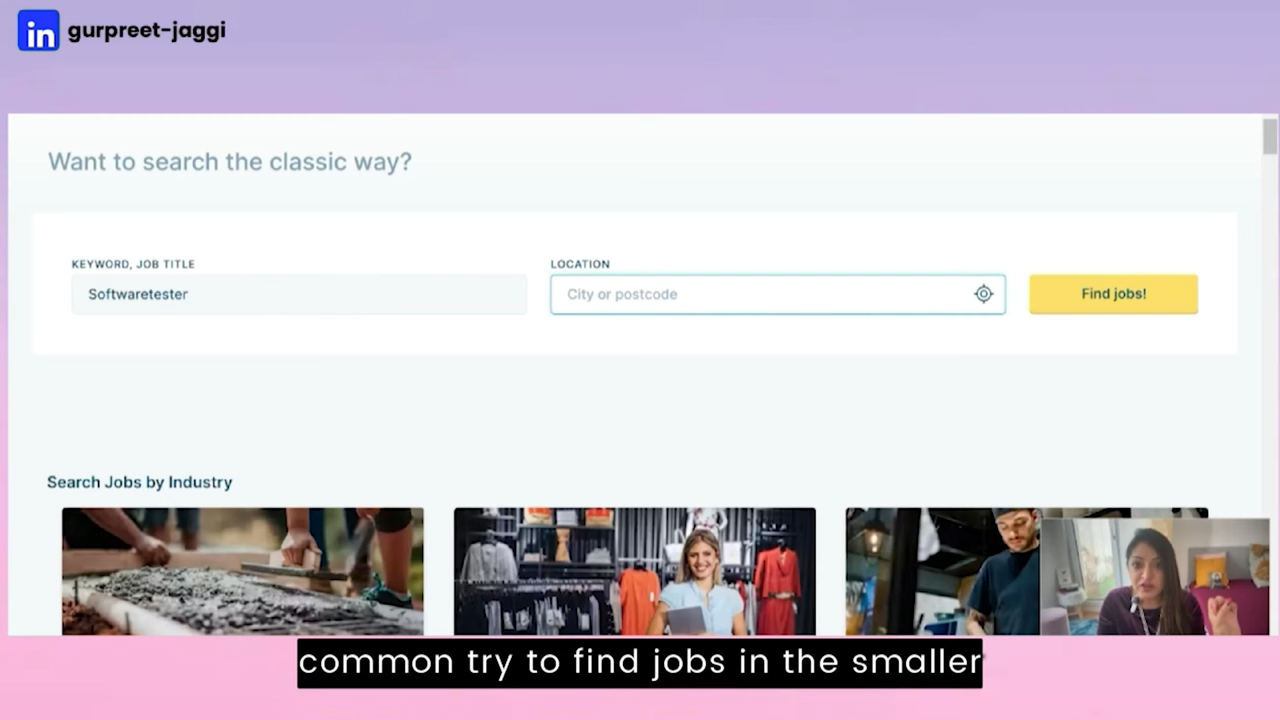 in gurpreet-jaggi
Want to search the classic way?
KEYWORD, JOB TITLE
LOCATION
Softwaretester
City or postcode
Find jobs!
Search Jobs by Industry
common try to find jobs in the smaller